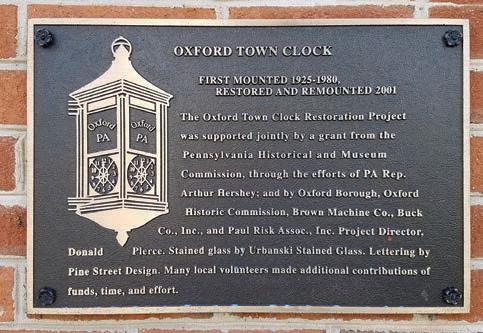 OXFORD TOWN CLOCK
FIRST MOUNTED 1925-1980,
RESTORED AND REMOUNTED 2001
Oxford PA
Oxford PA
The Oxford Town Clock Restoration Project
was supported jointly by a grant from the
Pennsylvania Historical and Museum
Commission, through the efforts of PA Rep.
Arthur Hershey; and by Oxford Borough, Oxford
Historic Commission, Brown Machine Co., Buck
Co., Inc., and Paul Risk Assoc., Inc. Project Director,
Donald Pierce. Stained glass by Urbanski Stained Glass. Lettering by
Pine Street Design. Many local volunteers made additional contributions of
funds, time, and effort.